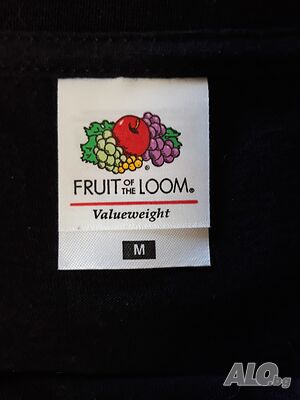 ®
FRUIT OF THE LOOM®
Valueweight
M
ALO.bg